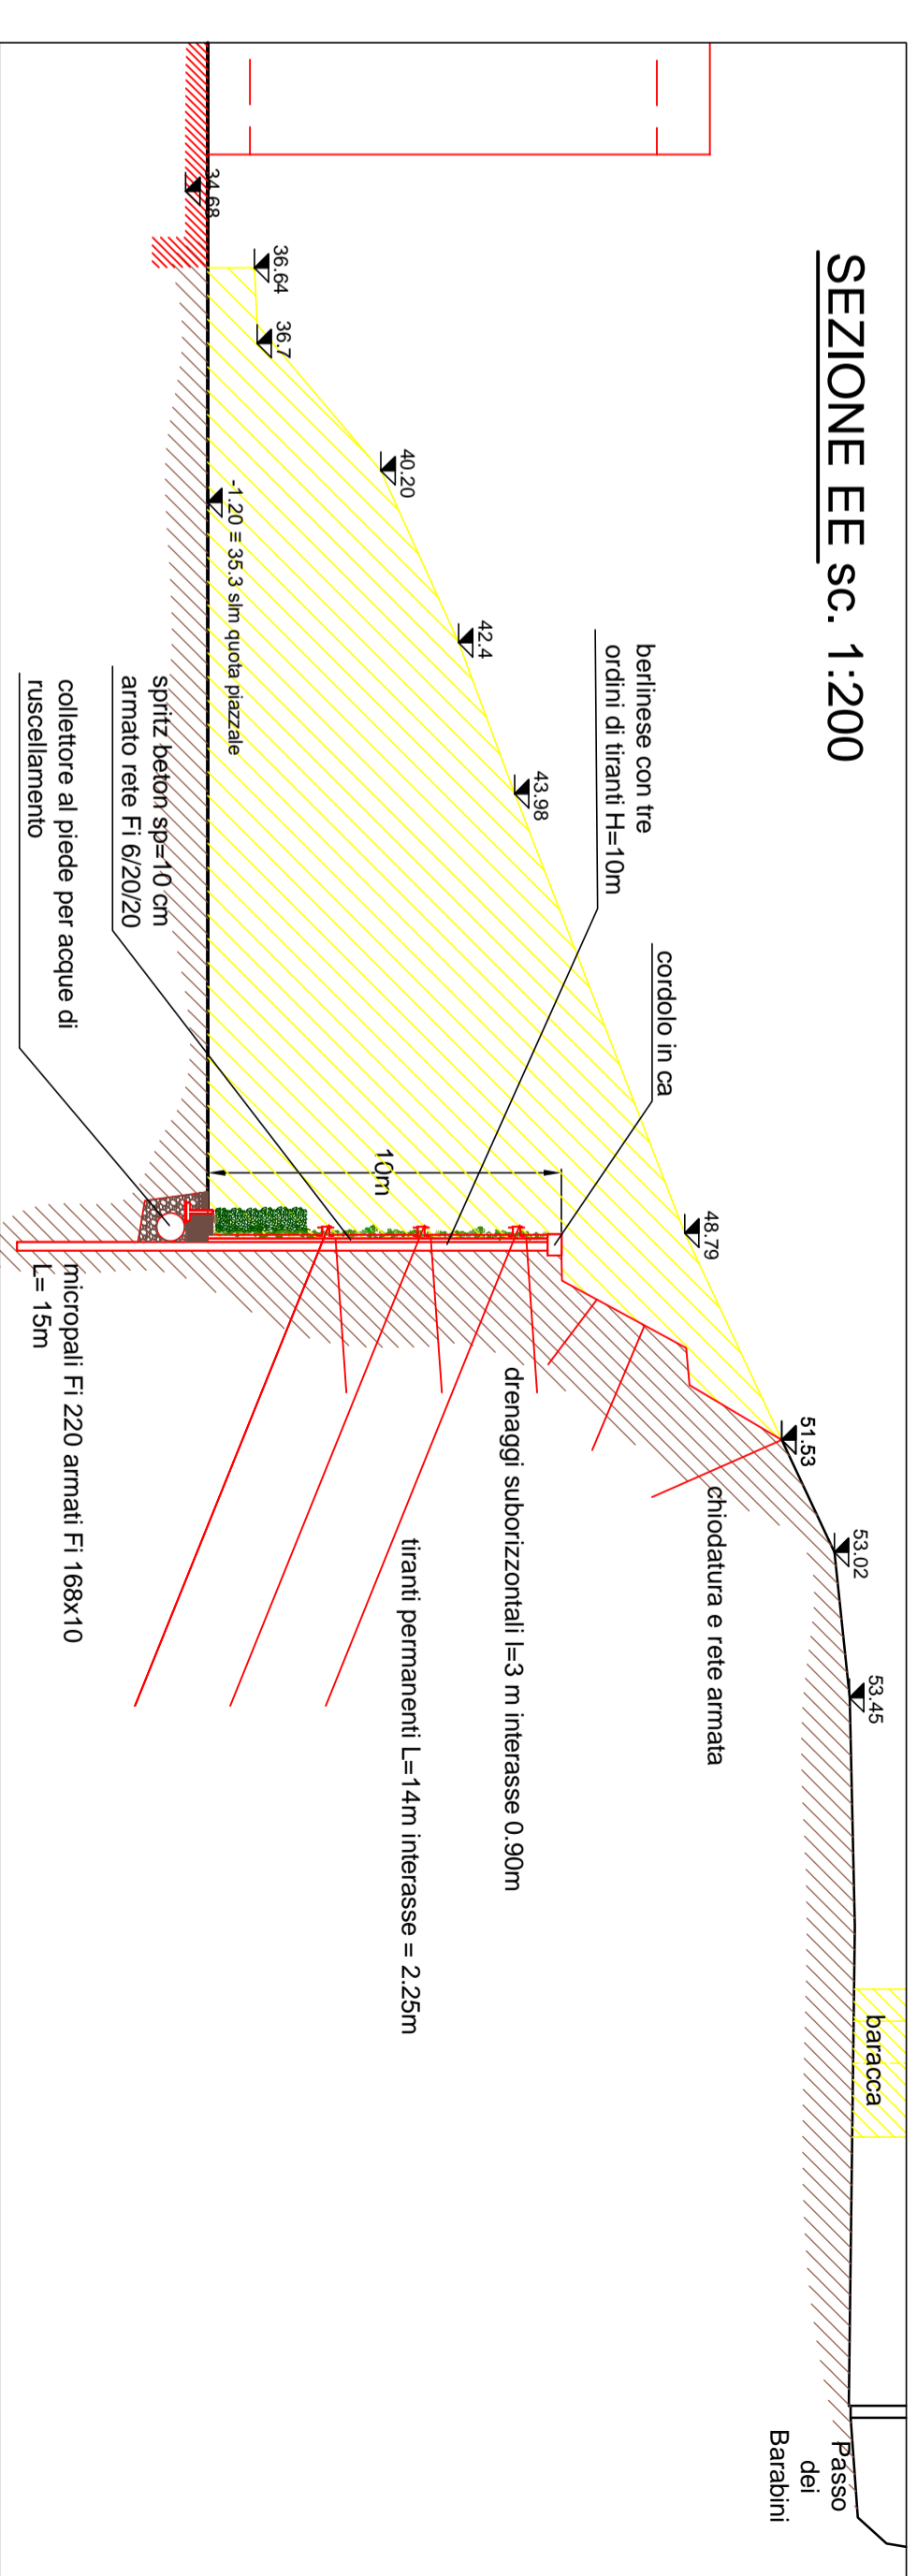 SEZIONE EE sc. 1:200
34.68
36.64
36.7
40.20
42.4
43.98
48.79
51.53
53.02
53.45
-1.20 = 35.3 slm quota piazzale
berlinese con tre
ordini di tiranti H=10m
cordolo in ca
10m
spritz beton sp=10 cm
armato rete Fi 6/20/20
collettore al piede per acque di
ruscellamento
micropali Fi 220 armati Fi 168x10
L= 15m
drenaggi suborizzontali l=3 m interasse 0.90m
tiranti permanenti L=14m interasse = 2.25m
chiodatura e rete armata
baracca
Passo
dei
Barabini